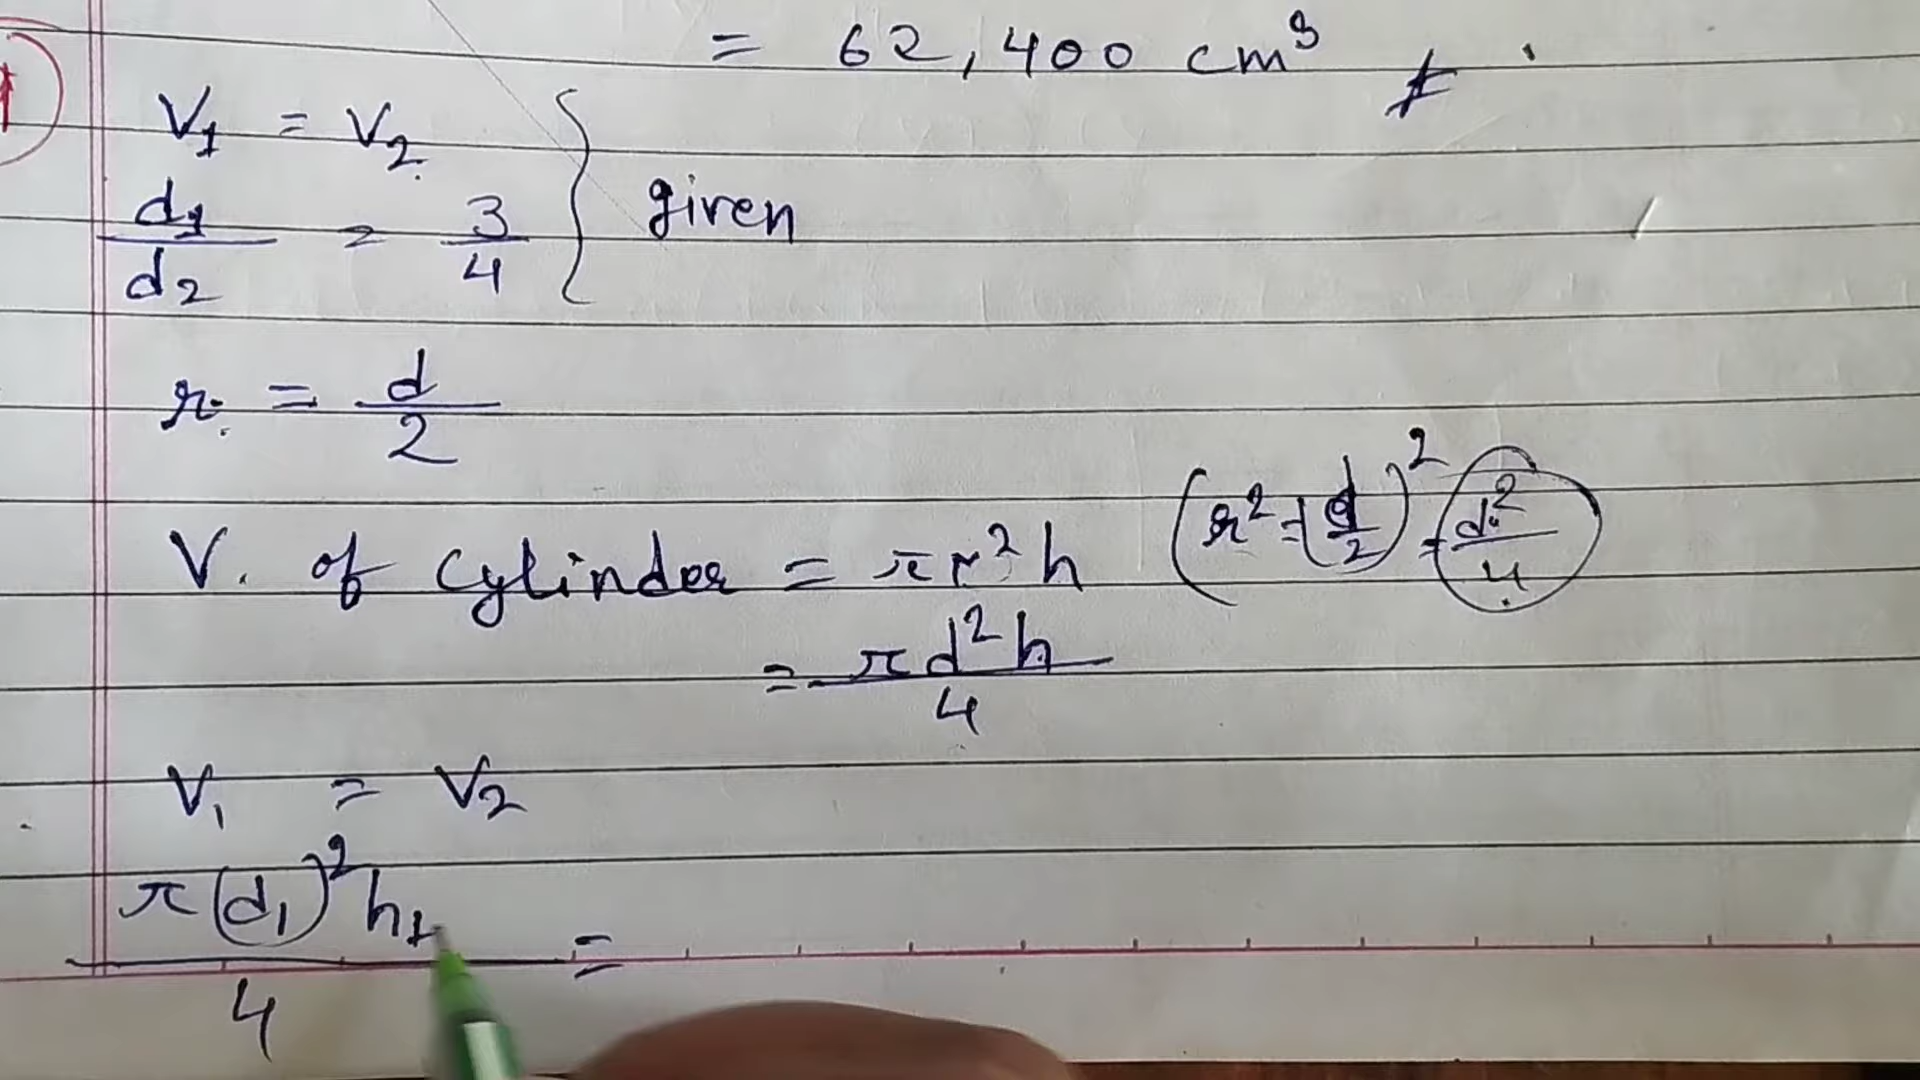 = 62,400 cm³
V₁ = V₂
d₁/d₂ = 3/4 } given
r = d/2
V. of cylinder = πr²h (r² = (d/2)² = d²/4
= πd²h/4
V₁ = V₂
π(d₁)²h₁/4 =